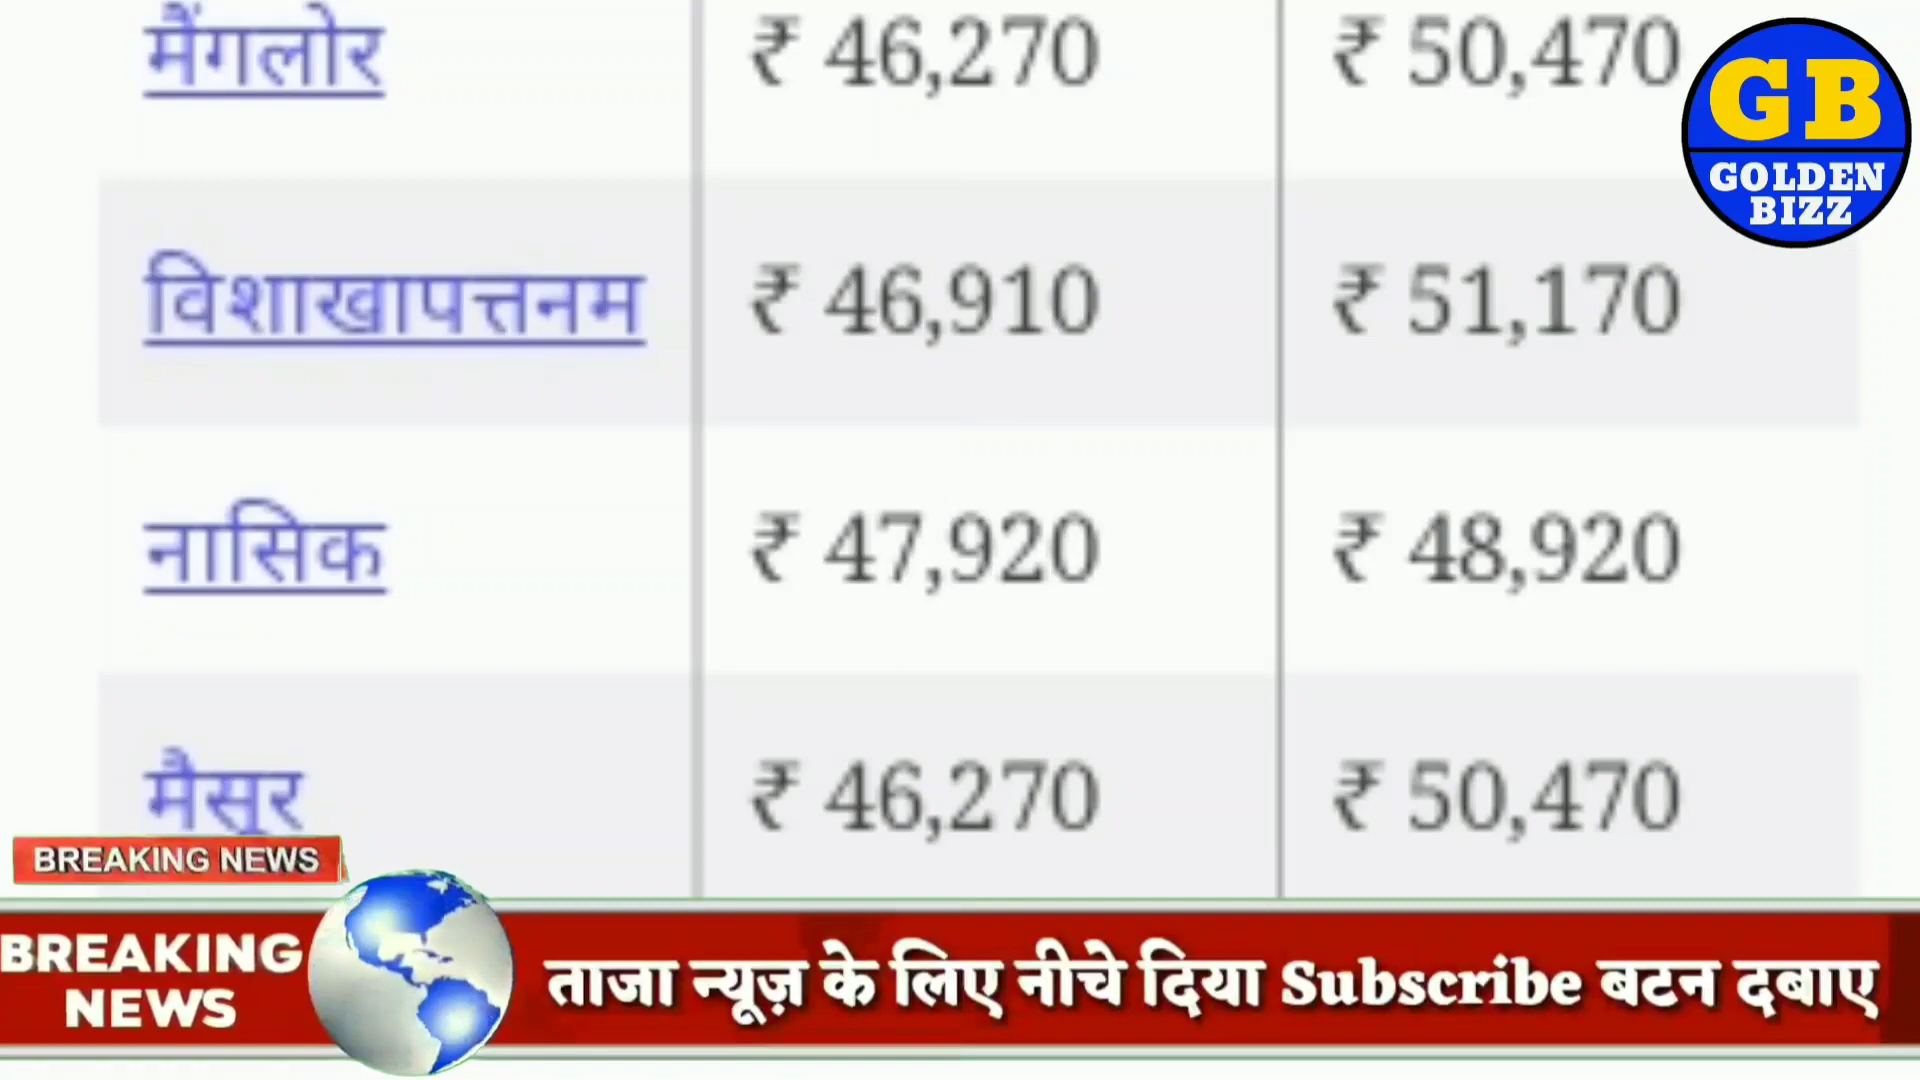 मैंगलोर ₹ 46,270 ₹ 50,470
GB
GOLDEN
BIZZ
विशाखापत्तनम ₹ 46,910 ₹ 51,170
नासिक ₹ 47,920 ₹ 48,920
मैसूर ₹ 46,270 ₹ 50,470
BREAKING NEWS
BREAKING
NEWS
ताजा न्यूज़ के लिए नीचे दिया Subscribe बटन दबाए